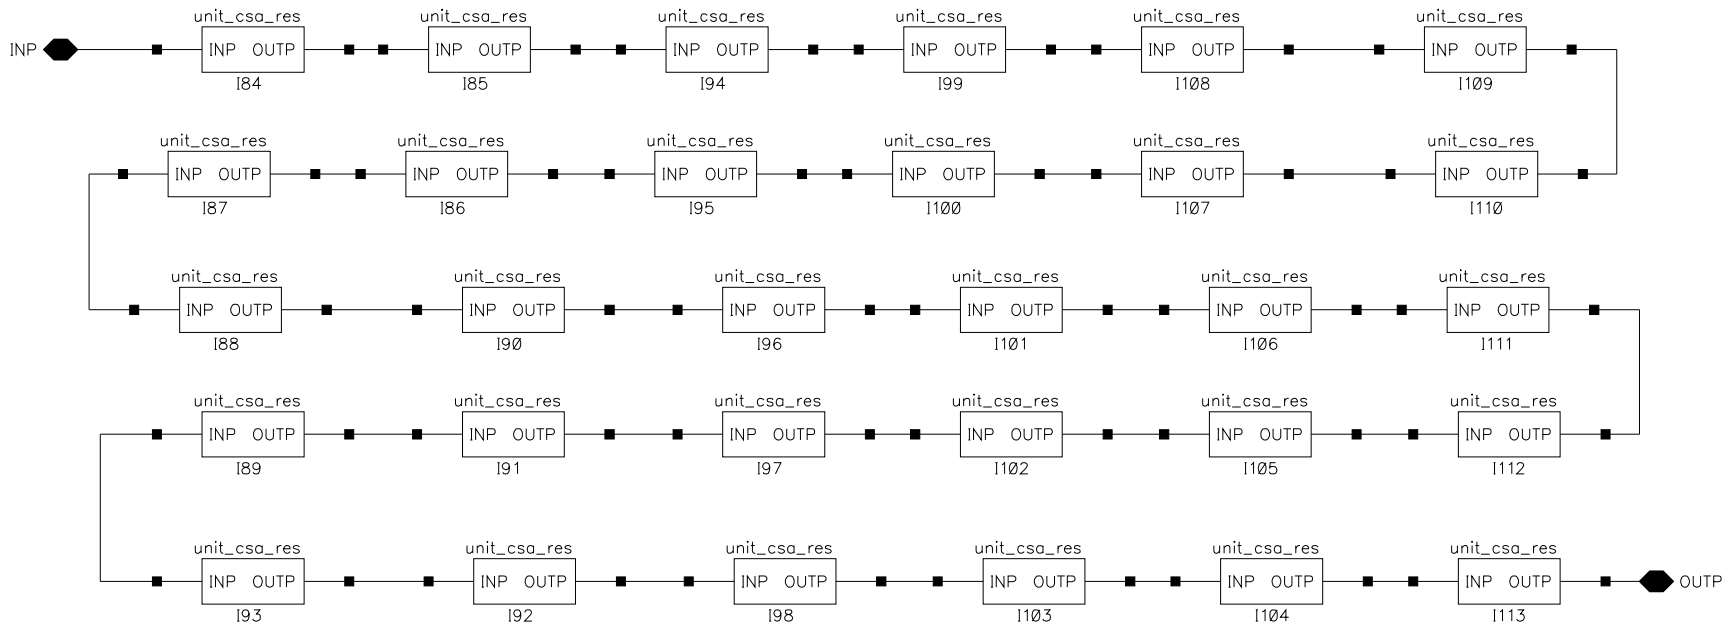 unit_csa_res unit_csa_res unit_csa_res unit_csa_res unit_csa_res unit_csa_res
INP INP OUTP INP OUTP INP OUTP INP OUTP INP OUTP INP OUTP
I84 I85 I94 I99 I108 I109
unit_csa_res unit_csa_res unit_csa_res unit_csa_res unit_csa_res unit_csa_res
INP OUTP INP OUTP INP OUTP INP OUTP INP OUTP INP OUTP
I87 I86 I95 I100 I107 I110
unit_csa_res unit_csa_res unit_csa_res unit_csa_res unit_csa_res unit_csa_res
INP OUTP INP OUTP INP OUTP INP OUTP INP OUTP INP OUTP
I88 I90 I96 I101 I106 I111
unit_csa_res unit_csa_res unit_csa_res unit_csa_res unit_csa_res unit_csa_res
INP OUTP INP OUTP INP OUTP INP OUTP INP OUTP INP OUTP
I89 I91 I97 I102 I105 I112
unit_csa_res unit_csa_res unit_csa_res unit_csa_res unit_csa_res unit_csa_res
INP OUTP INP OUTP INP OUTP INP OUTP INP OUTP INP OUTP OUTP
I93 I92 I98 I103 I104 I113